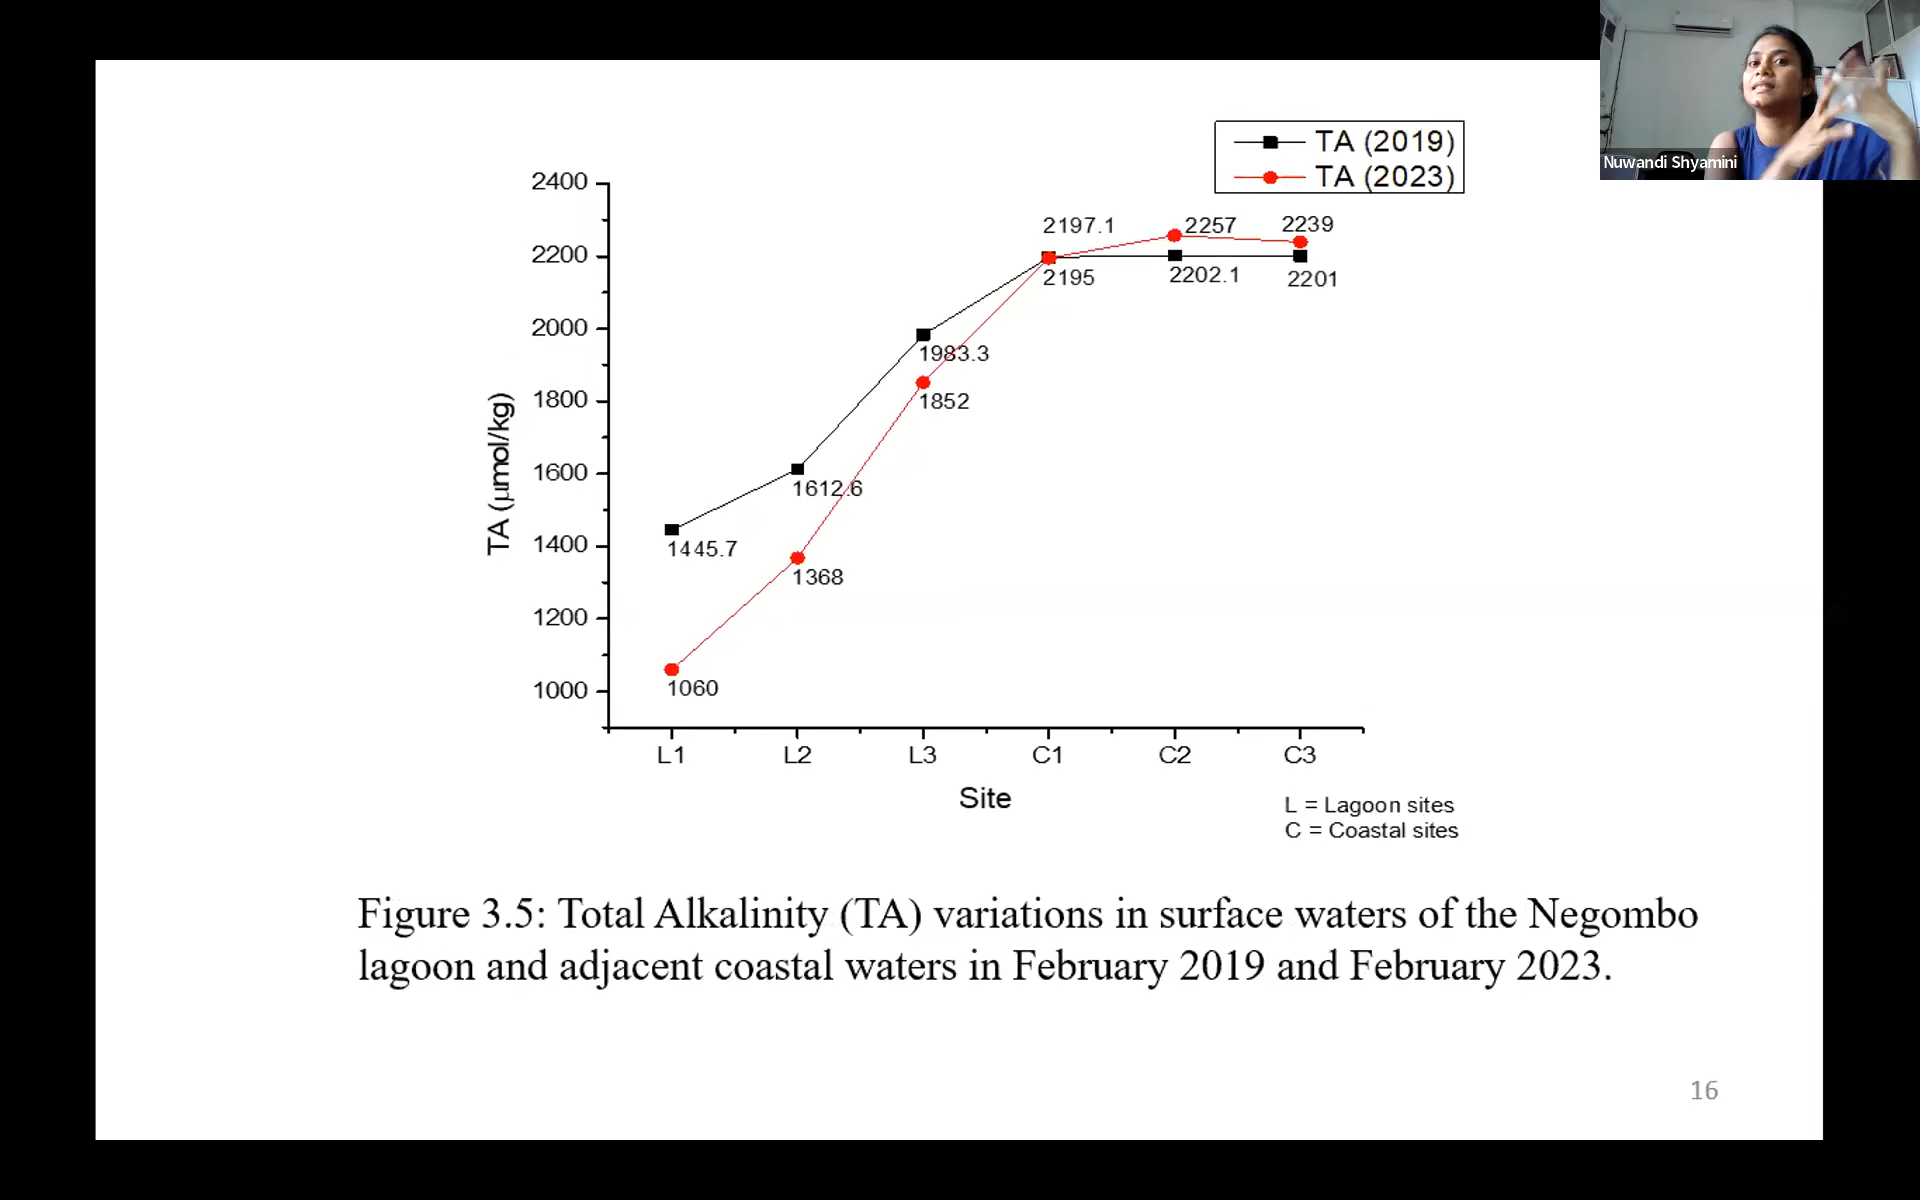 Nuwandi Shyamini
TA (2019)
TA (2023)
2400
2200
2000
1800
1600
1400
1200
1000
TA (µmol/kg)
2197.1
2257
2239
2195
2202.1
2201
1983.3
1852
1612.6
1445.7
1368
1060
L1 L2 L3 C1 C2 C3
Site
L = Lagoon sites
C = Coastal sites
Figure 3.5: Total Alkalinity (TA) variations in surface waters of the Negombo
lagoon and adjacent coastal waters in February 2019 and February 2023.
16